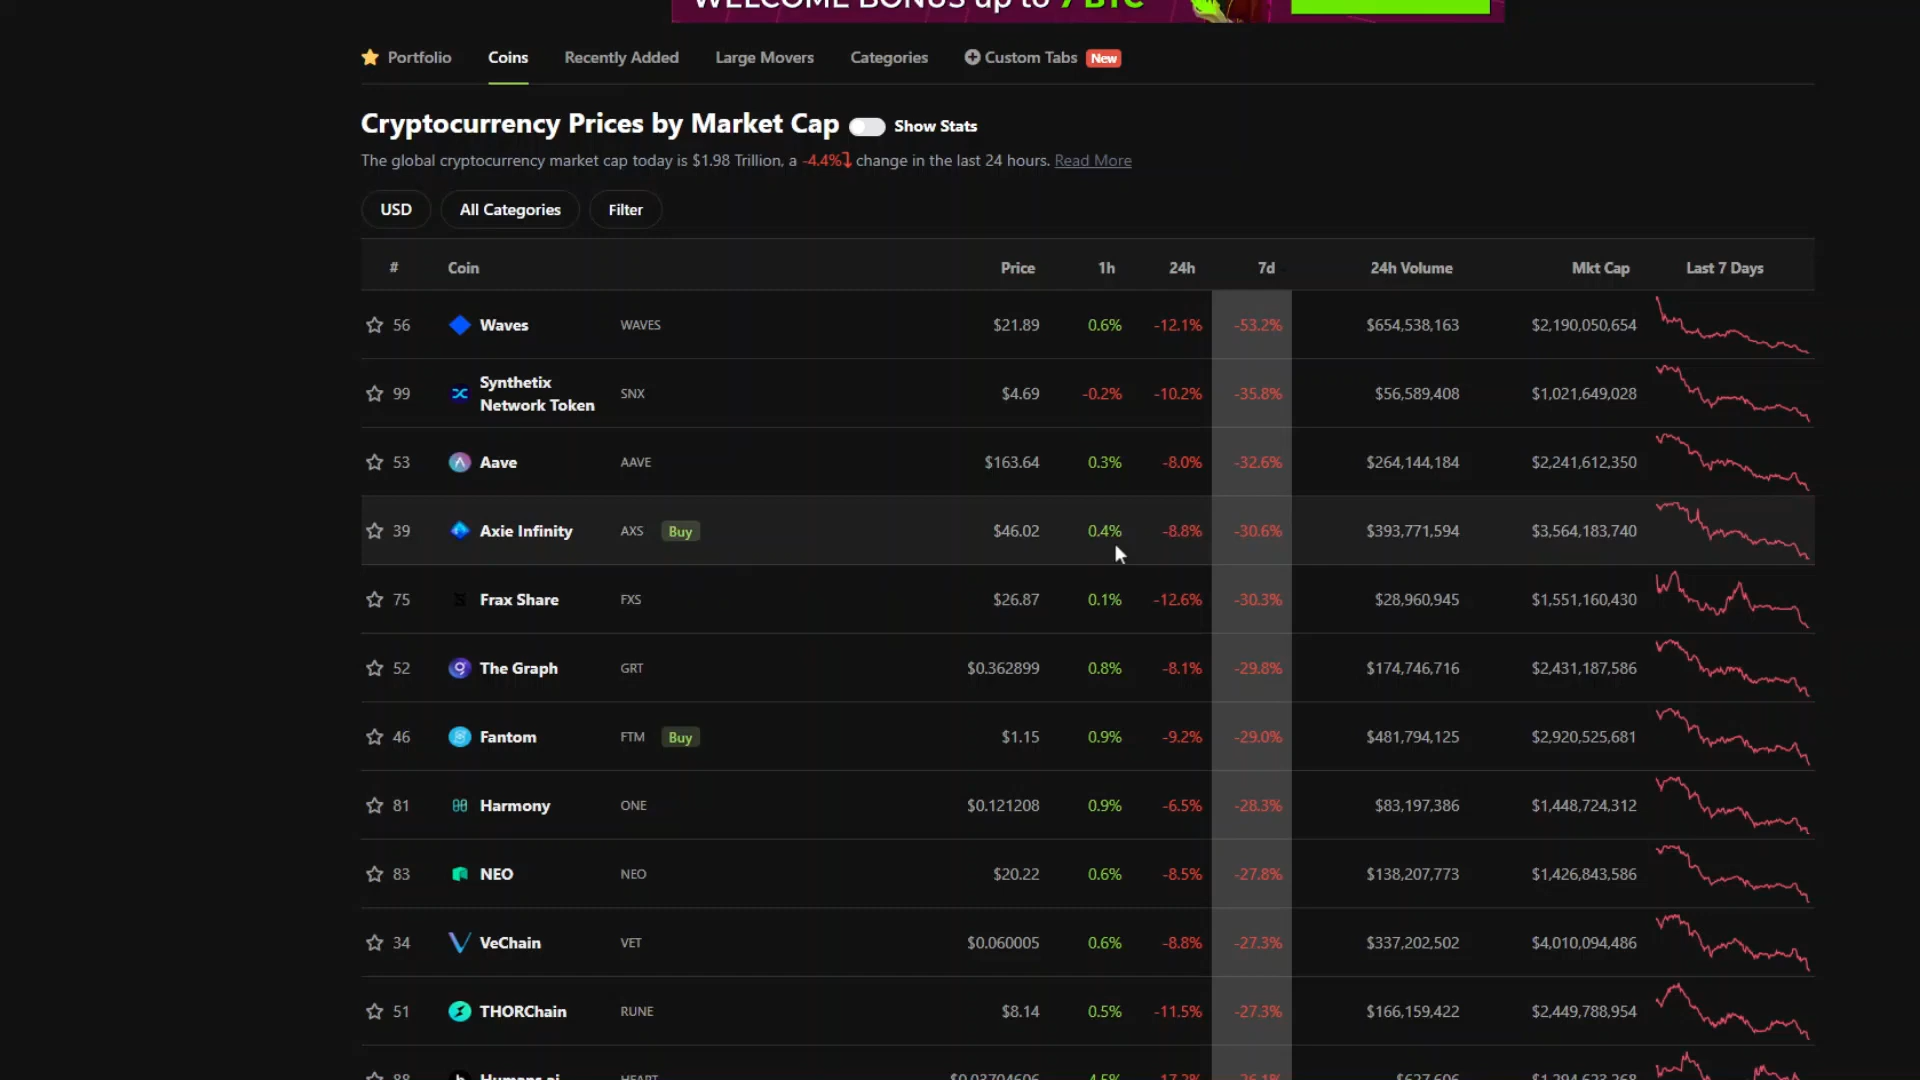 WELCOME BONUS up to 7 BTC
Portfolio Coins Recently Added Large Movers Categories Custom Tabs New
Cryptocurrency Prices by Market Cap Show Stats
The global cryptocurrency market cap today is $1.98 Trillion, a -4.4% change in the last 24 hours. Read More
USD All Categories Filter
# Coin Price 1h 24h 7d 24h Volume Mkt Cap Last 7 Days
56 Waves WAVES $21.89 0.6% -12.1% -53.2% $654,538,163 $2,190,050,654
99 Synthetix Network Token SNX $4.69 -0.2% -10.2% -35.8% $56,589,408 $1,021,649,028
53 Aave AAVE $163.64 0.3% -8.0% -32.6% $264,144,184 $2,241,612,350
39 Axie Infinity AXS Buy $46.02 0.4% -8.8% -30.6% $393,771,594 $3,564,183,740
75 Frax Share FXS $26.87 0.1% -12.6% -30.3% $28,960,945 $1,551,160,430
52 The Graph GRT $0.362899 0.8% -8.1% -29.8% $174,746,716 $2,431,187,586
46 Fantom FTM Buy $1.15 0.9% -9.2% -29.0% $481,794,125 $2,920,525,681
81 Harmony ONE $0.121208 0.9% -6.5% -28.3% $83,197,386 $1,448,724,312
83 NEO NEO $20.22 0.6% -8.5% -27.8% $138,207,773 $1,426,843,586
34 VeChain VET $0.060005 0.6% -8.8% -27.3% $337,202,502 $4,010,094,486
51 THORChain RUNE $8.14 0.5% -11.5% -27.3% $166,159,422 $2,449,788,954
88 Humans.ai HEART